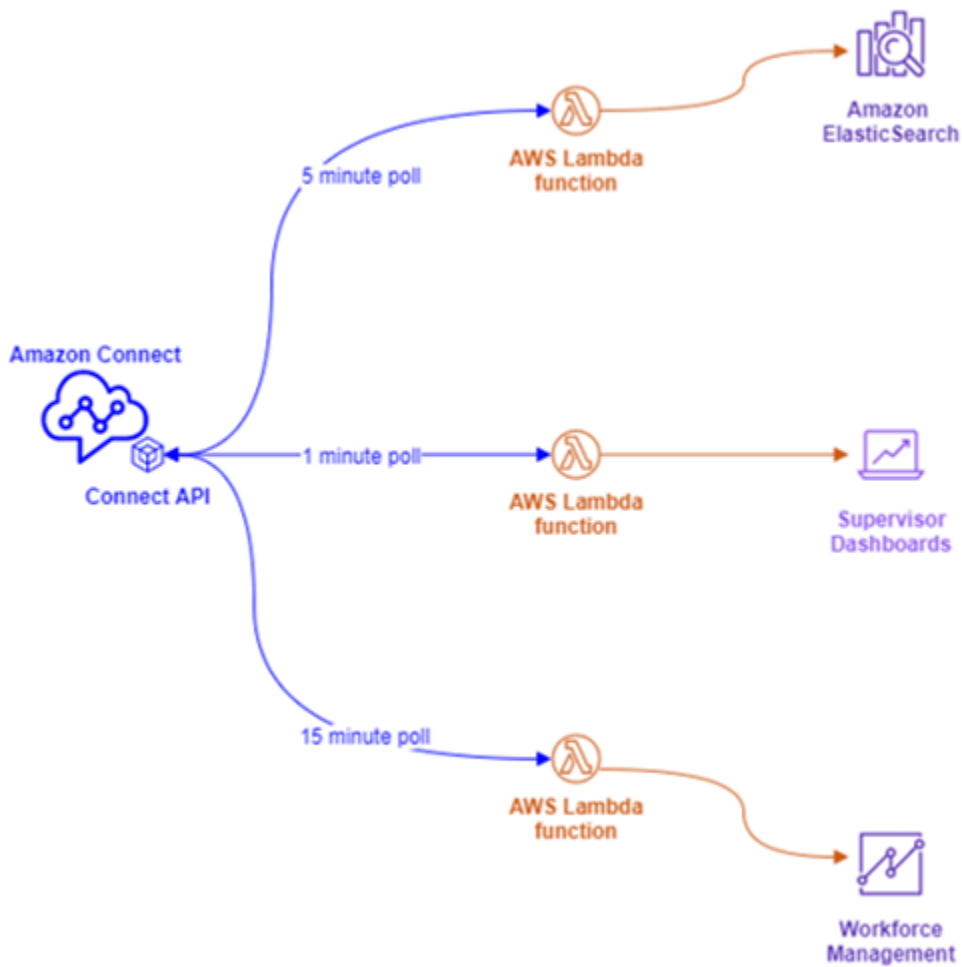 Amazon
ElasticSearch
AWS Lambda
function
5 minute poll
Amazon Connect
Connect API
1 minute poll
AWS Lambda
function
Supervisor
Dashboards
15 minute poll
AWS Lambda
function
Workforce
Management